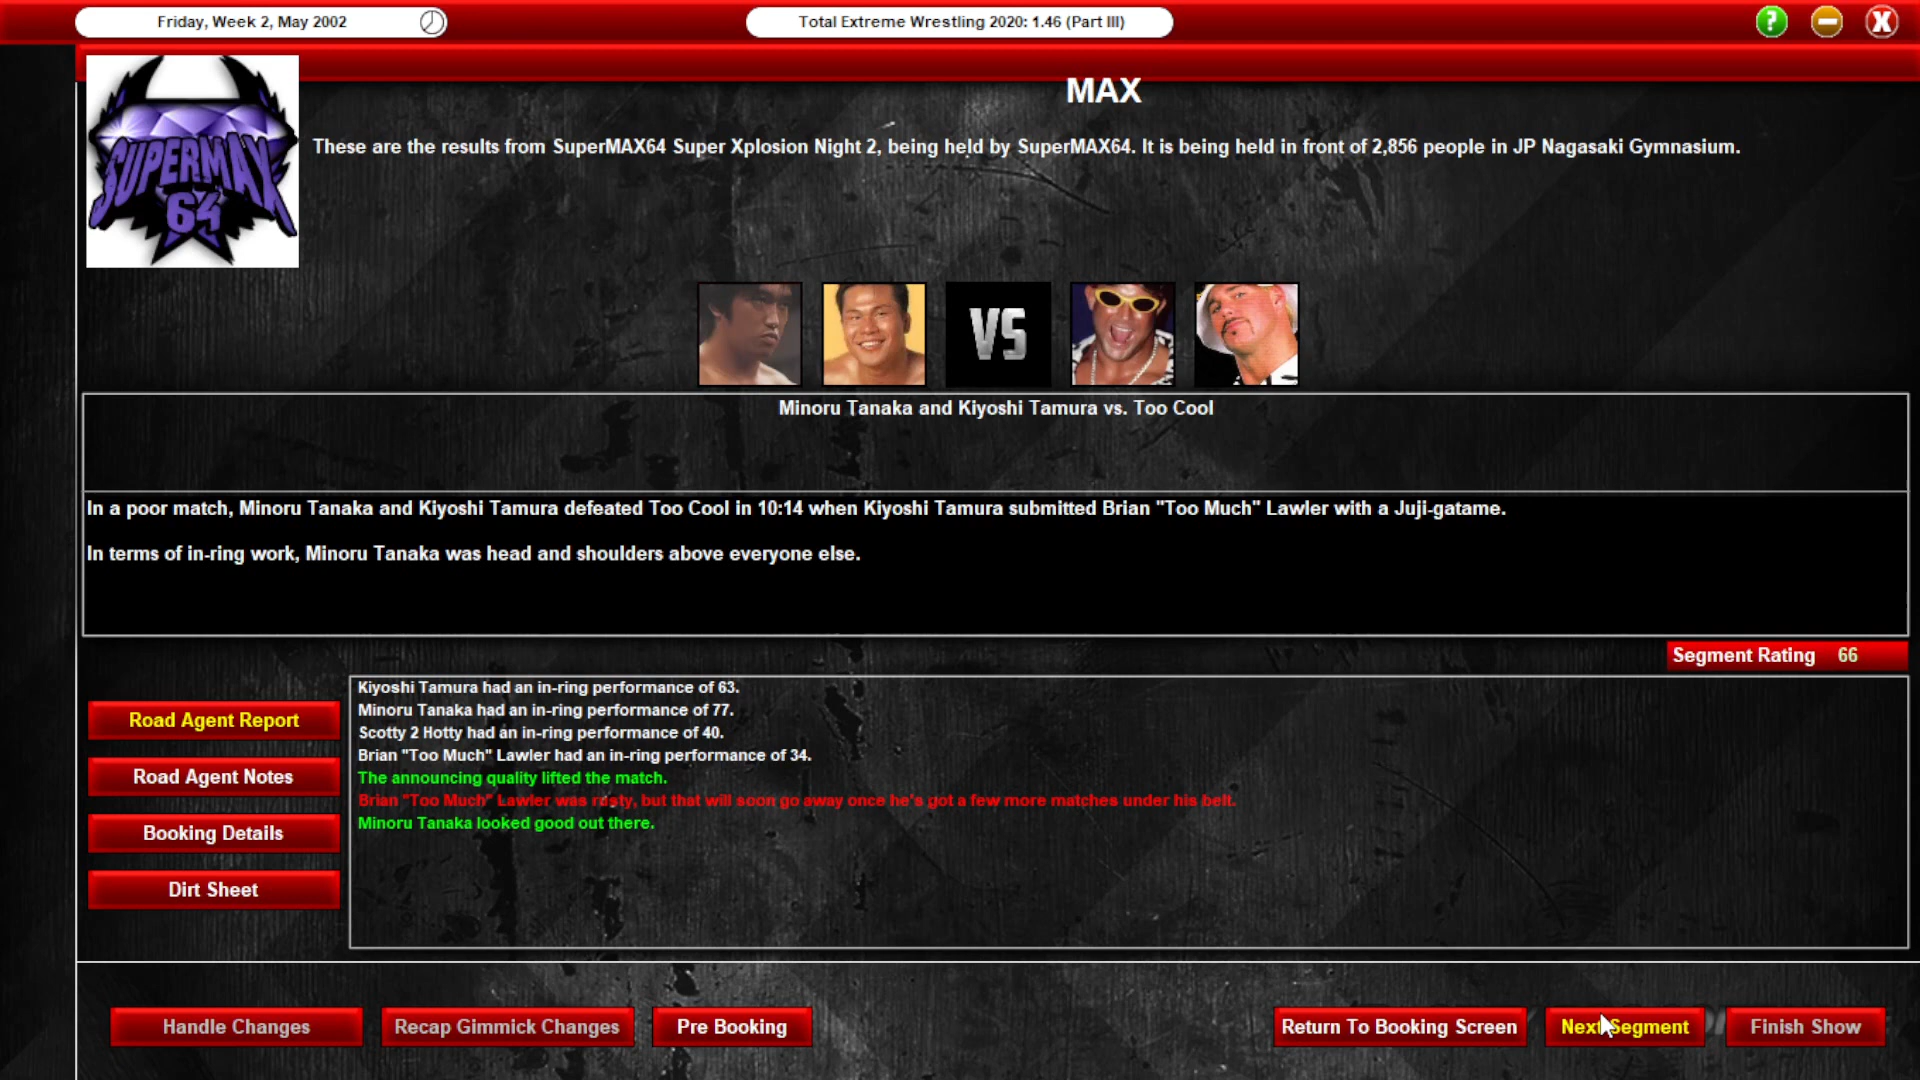 Friday, Week 2, May 2002
Total Extreme Wrestling 2020: 1.46 (Part III)
?
X
SUPERMAX
64
MAX
These are the results from SuperMAX64 Super Xplosion Night 2, being held by SuperMAX64. It is being held in front of 2,856 people in JP Nagasaki Gymnasium.
VS
Minoru Tanaka and Kiyoshi Tamura vs. Too Cool
In a poor match, Minoru Tanaka and Kiyoshi Tamura defeated Too Cool in 10:14 when Kiyoshi Tamura submitted Brian "Too Much" Lawler with a Juji-gatame.
In terms of in-ring work, Minoru Tanaka was head and shoulders above everyone else.
Segment Rating 66
Road Agent Report
Road Agent Notes
Booking Details
Dirt Sheet
Kiyoshi Tamura had an in-ring performance of 63.
Minoru Tanaka had an in-ring performance of 77.
Scotty 2 Hotty had an in-ring performance of 40.
Brian "Too Much" Lawler had an in-ring performance of 34.
The announcing quality lifted the match.
Brian "Too Much" Lawler was rusty, but that will soon go away once he's got a few more matches under his belt.
Minoru Tanaka looked good out there.
Handle Changes
Recap Gimmick Changes
Pre Booking
Return To Booking Screen
Next Segment
Finish Show